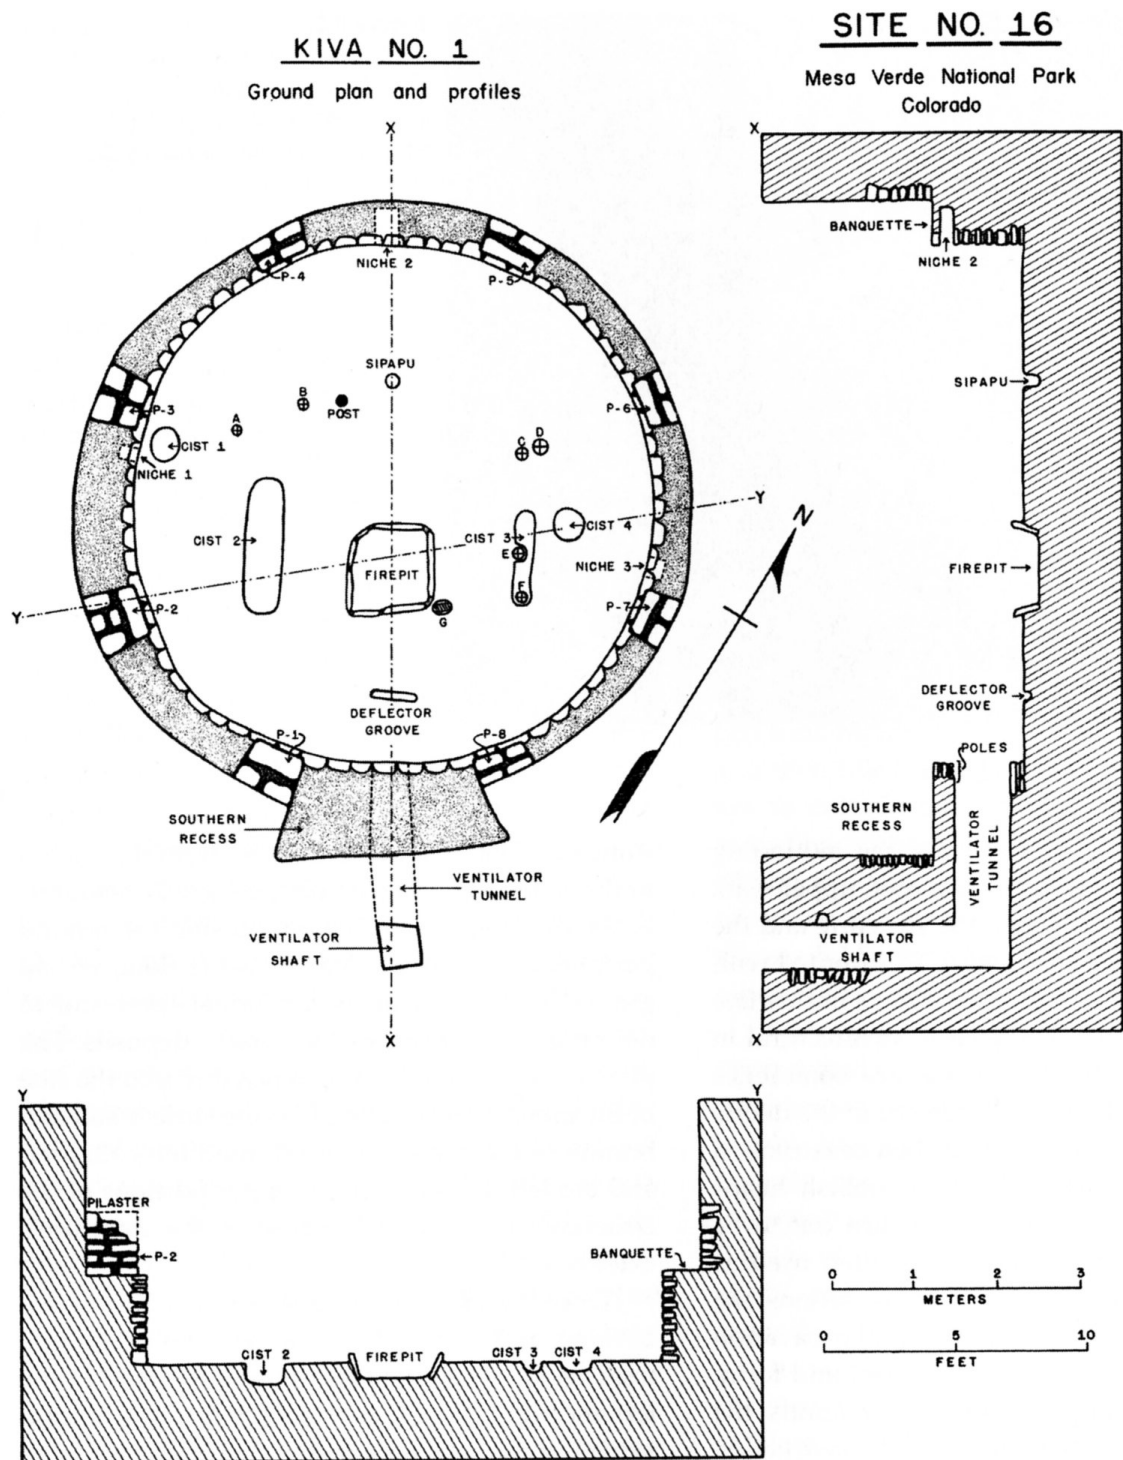 KIVA NO. 1
Ground plan and profiles
SITE NO. 16
Mesa Verde National Park
Colorado
X
X
NICHE 2
P-4
P-5
BANQUETTE
NICHE 2
SIPAPU
SIPAPU
B
POST
P-3
P-6
A
CIST 1
C
D
NICHE 1
Y
N
CIST 2
CIST 3
CIST 4
E
NICHE 3
FIREPIT
FIREPIT
F
Y
P-2
P-7
G
DEFLECTOR
GROOVE
DEFLECTOR
GROOVE
P-1
P-8
POLES
SOUTHERN
RECESS
SOUTHERN
RECESS
VENTILATOR
TUNNEL
VENTILATOR
TUNNEL
VENTILATOR
SHAFT
VENTILATOR
SHAFT
X
X
Y
Y
PILASTER
P-2
BANQUETTE
CIST 2
FIREPIT
CIST 3
CIST 4
0 1 2 3
METERS
0 5 10
FEET